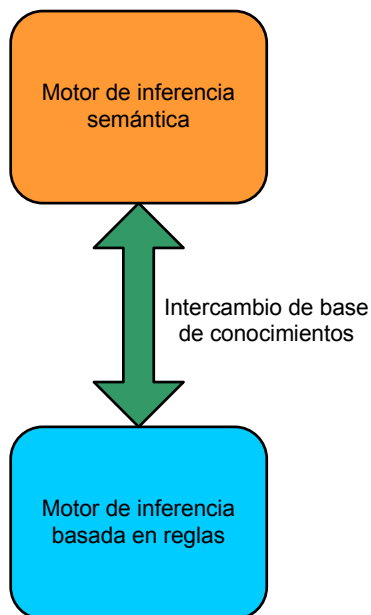 Motor de inferencia
semántica
Intercambio de base
de conocimientos
Motor de inferencia
basada en reglas